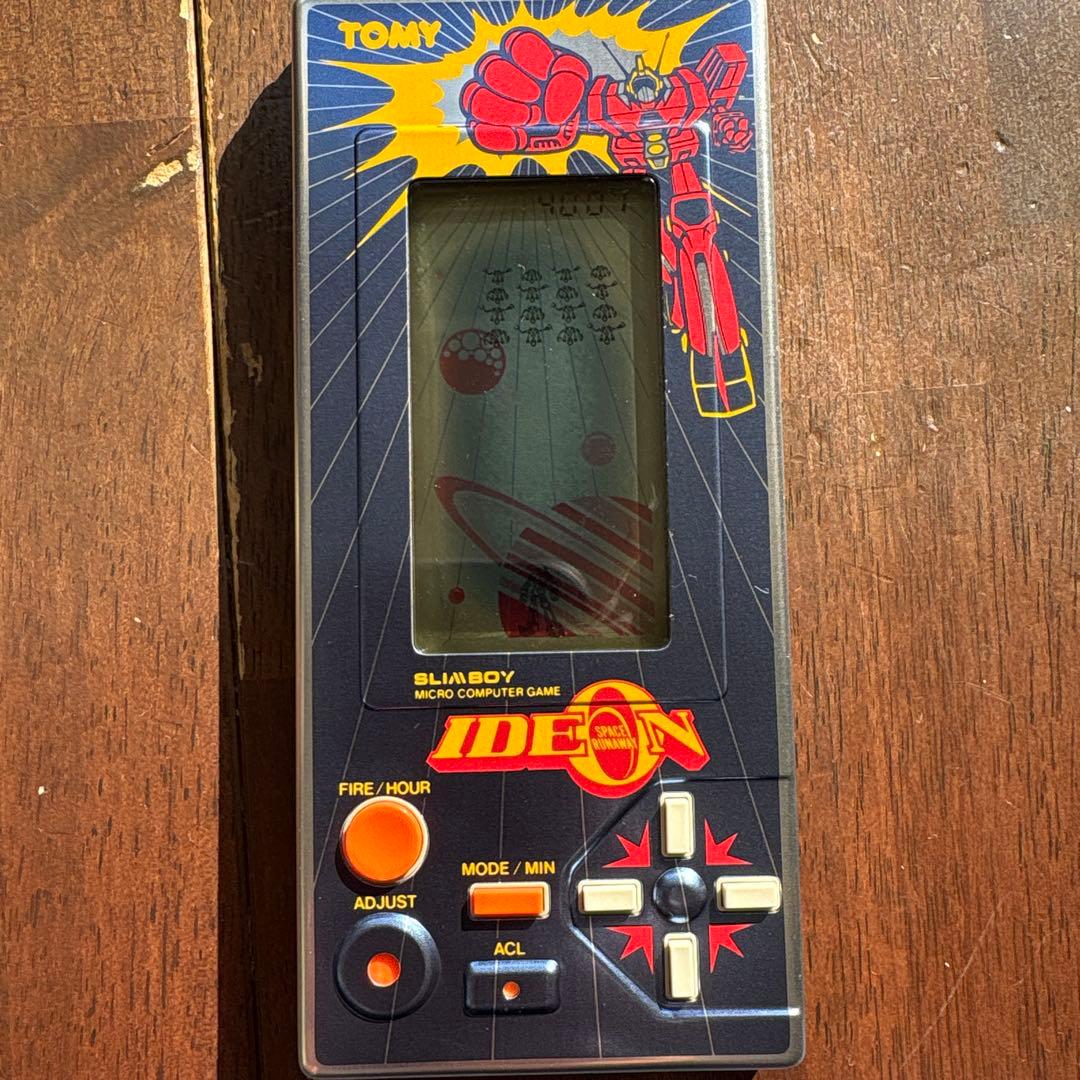 TOMY
SLIMBOY
MICRO COMPUTER GAME
IDEON
SPACE
RUNAWAY
FIRE/HOUR
MODE/MIN
ADJUST
ACL